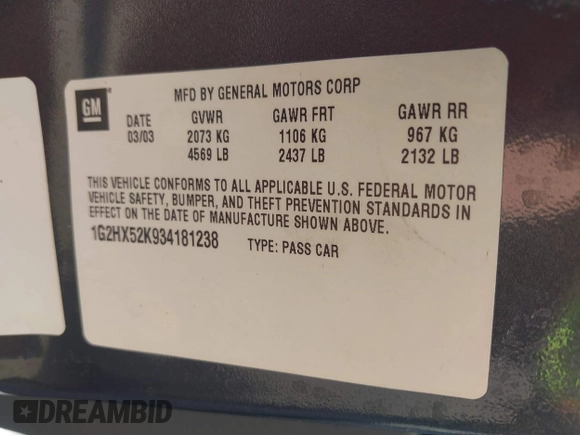 MFD BY GENERAL MOTORS CORP
GM
DATE GVWR GAWR FRT GAWR RR
03/03 2073 KG 1106 KG 967 KG
4569 LB 2437 LB 2132 LB
THIS VEHICLE CONFORMS TO ALL APPLICABLE U.S. FEDERAL MOTOR
VEHICLE SAFETY, BUMPER, AND THEFT PREVENTION STANDARDS IN
EFFECT ON THE DATE OF MANUFACTURE SHOWN ABOVE.
1G2HX52K934181238 TYPE: PASS CAR
DREAMBID